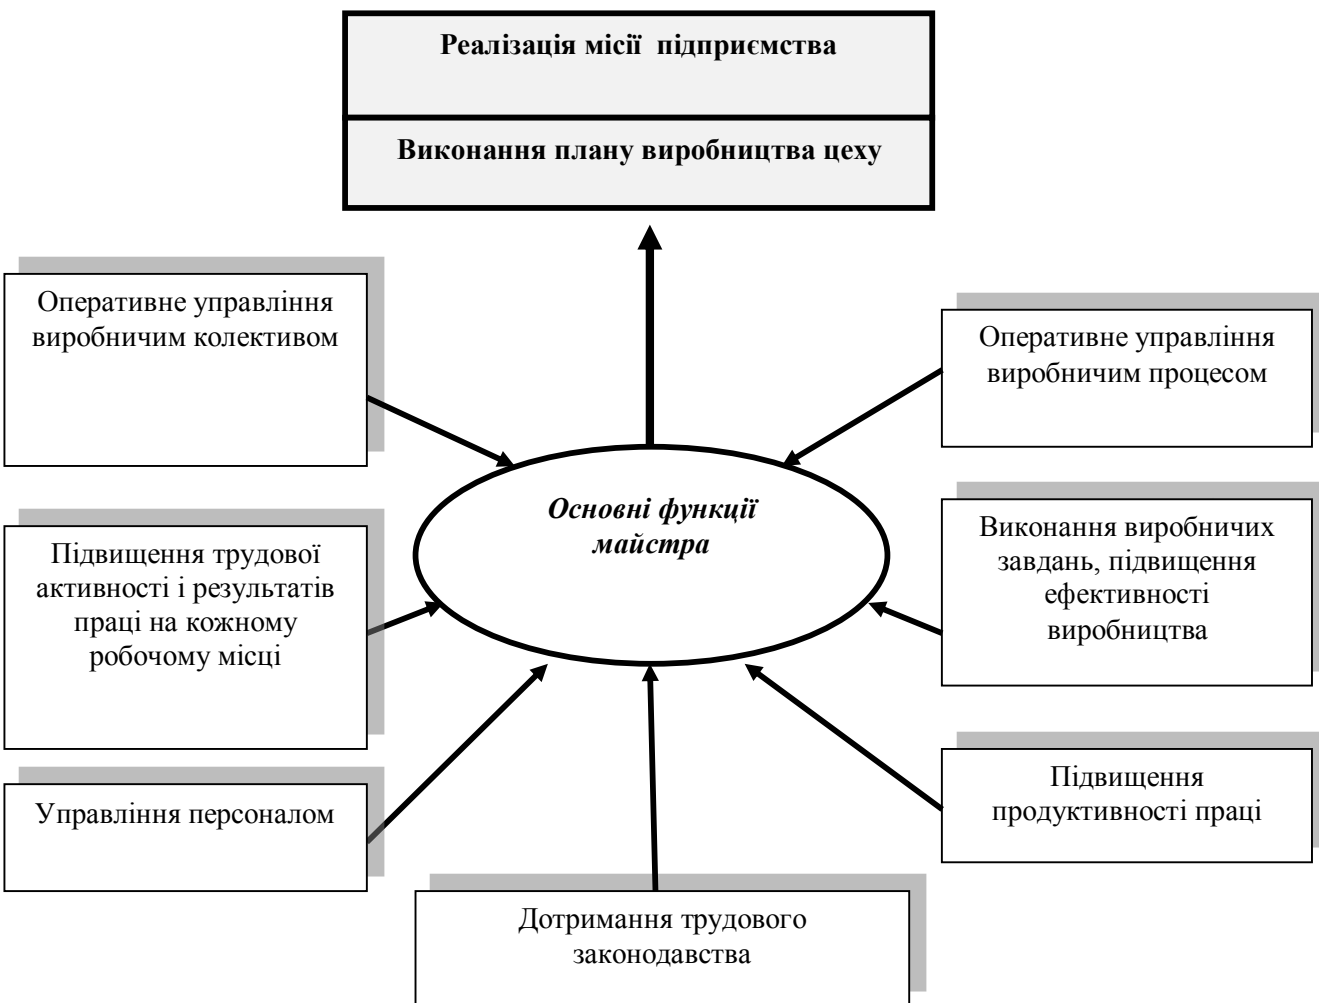 Реалізація місії підприємства
Виконання плану виробництва цеху
Оперативне управління
виробничим колективом
Оперативне управління
виробничим процесом
Основні функції
майстра
Підвищення трудової
активності і результатів
праці на кожному
робочому місці
Виконання виробничих
завдань, підвищення
ефективності
виробництва
Управління персоналом
Підвищення
продуктивності праці
Дотримання трудового
законодавства